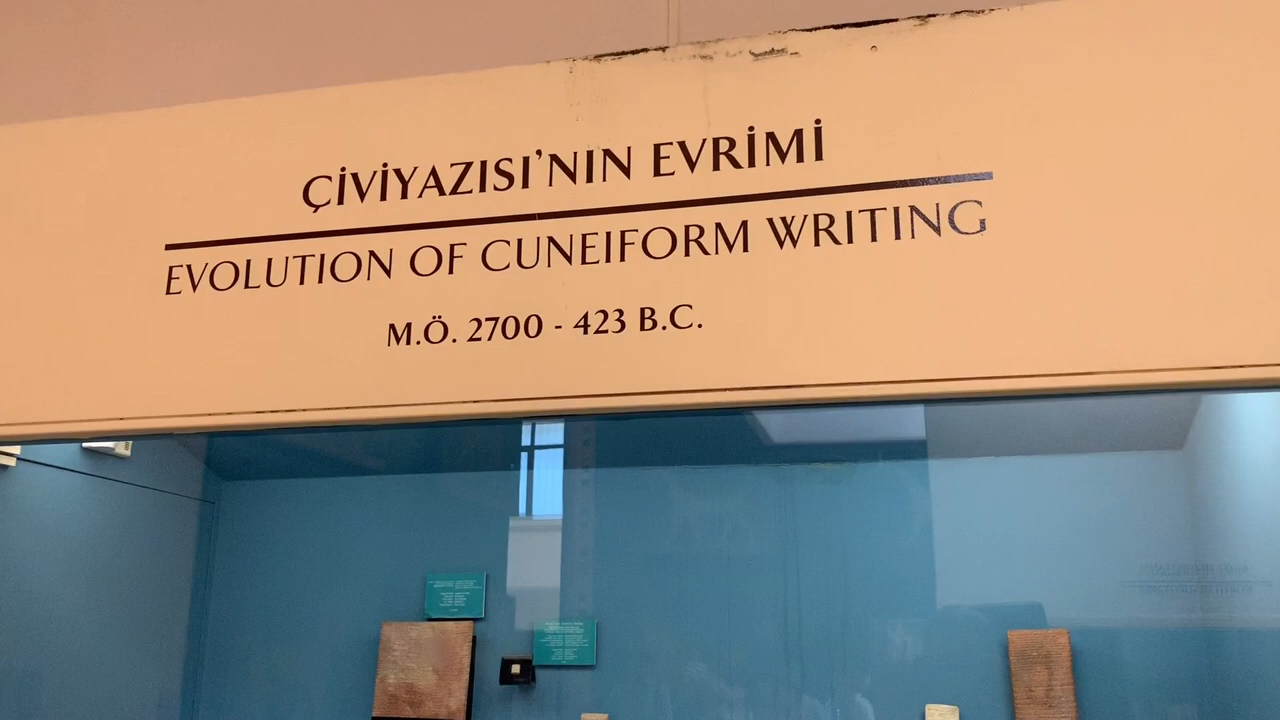 ÇİVİYAZISI'NIN EVRİMİ
EVOLUTION OF CUNEIFORM WRITING
M.Ö. 2700 - 423 B.C.